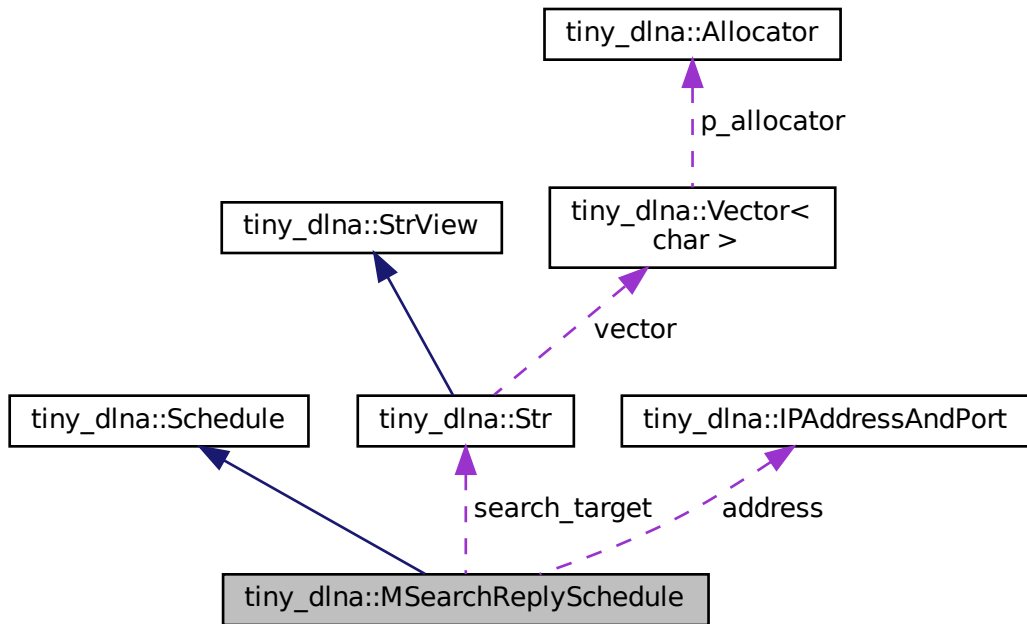 tiny_dlna::Allocator
p_allocator
tiny_dlna::StrView
tiny_dlna::Vector<
char >
vector
tiny_dlna::Schedule
tiny_dlna::Str
tiny_dlna::IPAddressAndPort
search_target
address
tiny_dlna::MSearchReplySchedule